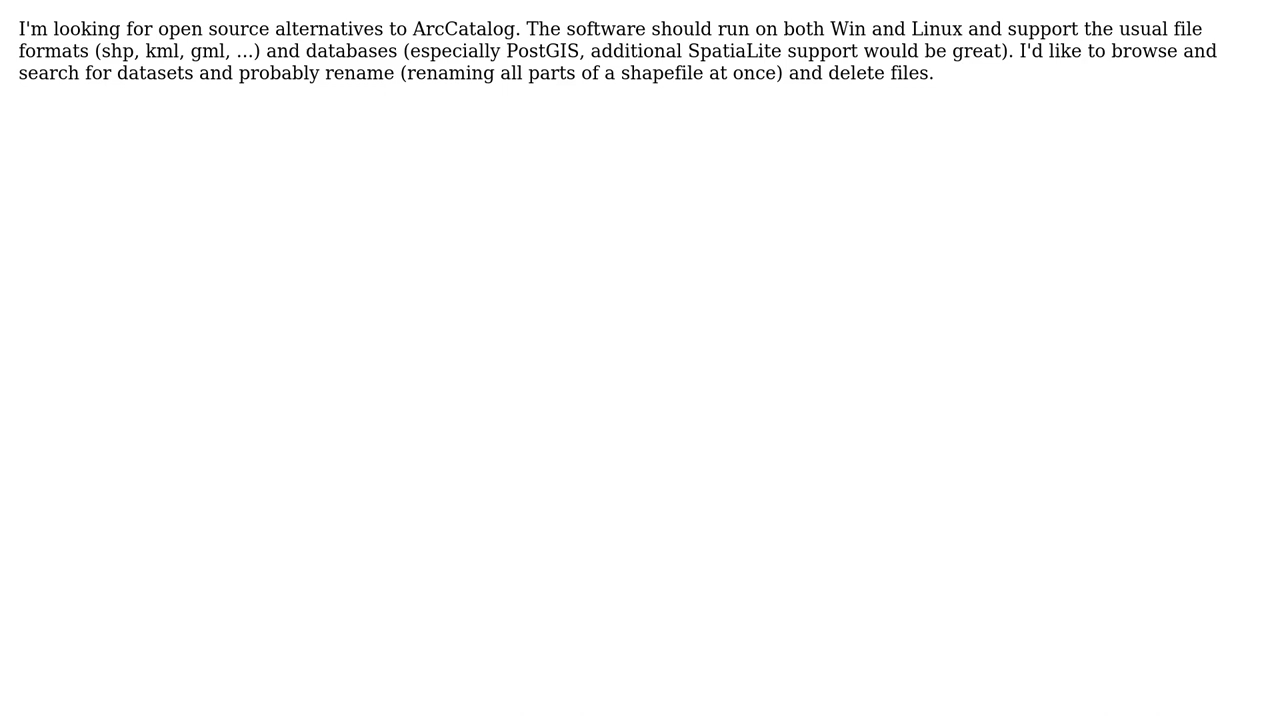 I'm looking for open source alternatives to ArcCatalog. The software should run on both Win and Linux and support the usual file
formats (shp, kml, gml, ...) and databases (especially PostGIS, additional SpatiaLite support would be great). I'd like to browse and
search for datasets and probably rename (renaming all parts of a shapefile at once) and delete files.